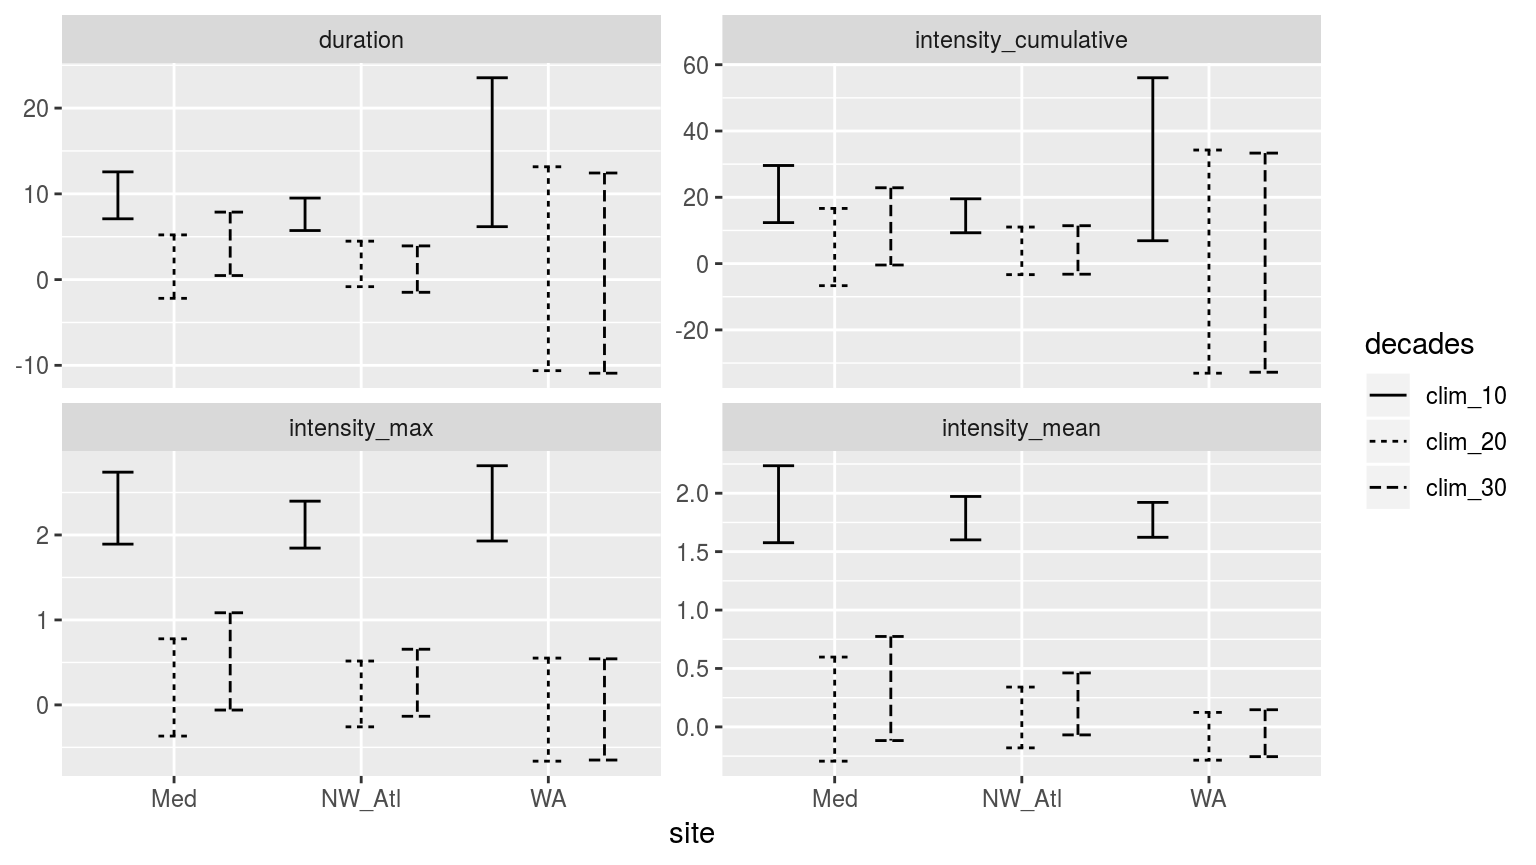 duration
intensity_cumulative
20
10
0
-10
60
40
20
0
-20
intensity_max
intensity_mean
2
1
0
2.0
1.5
1.0
0.5
0.0
Med
NW_Atl
WA
Med
NW_Atl
WA
site
decades
clim_10
clim_20
clim_30